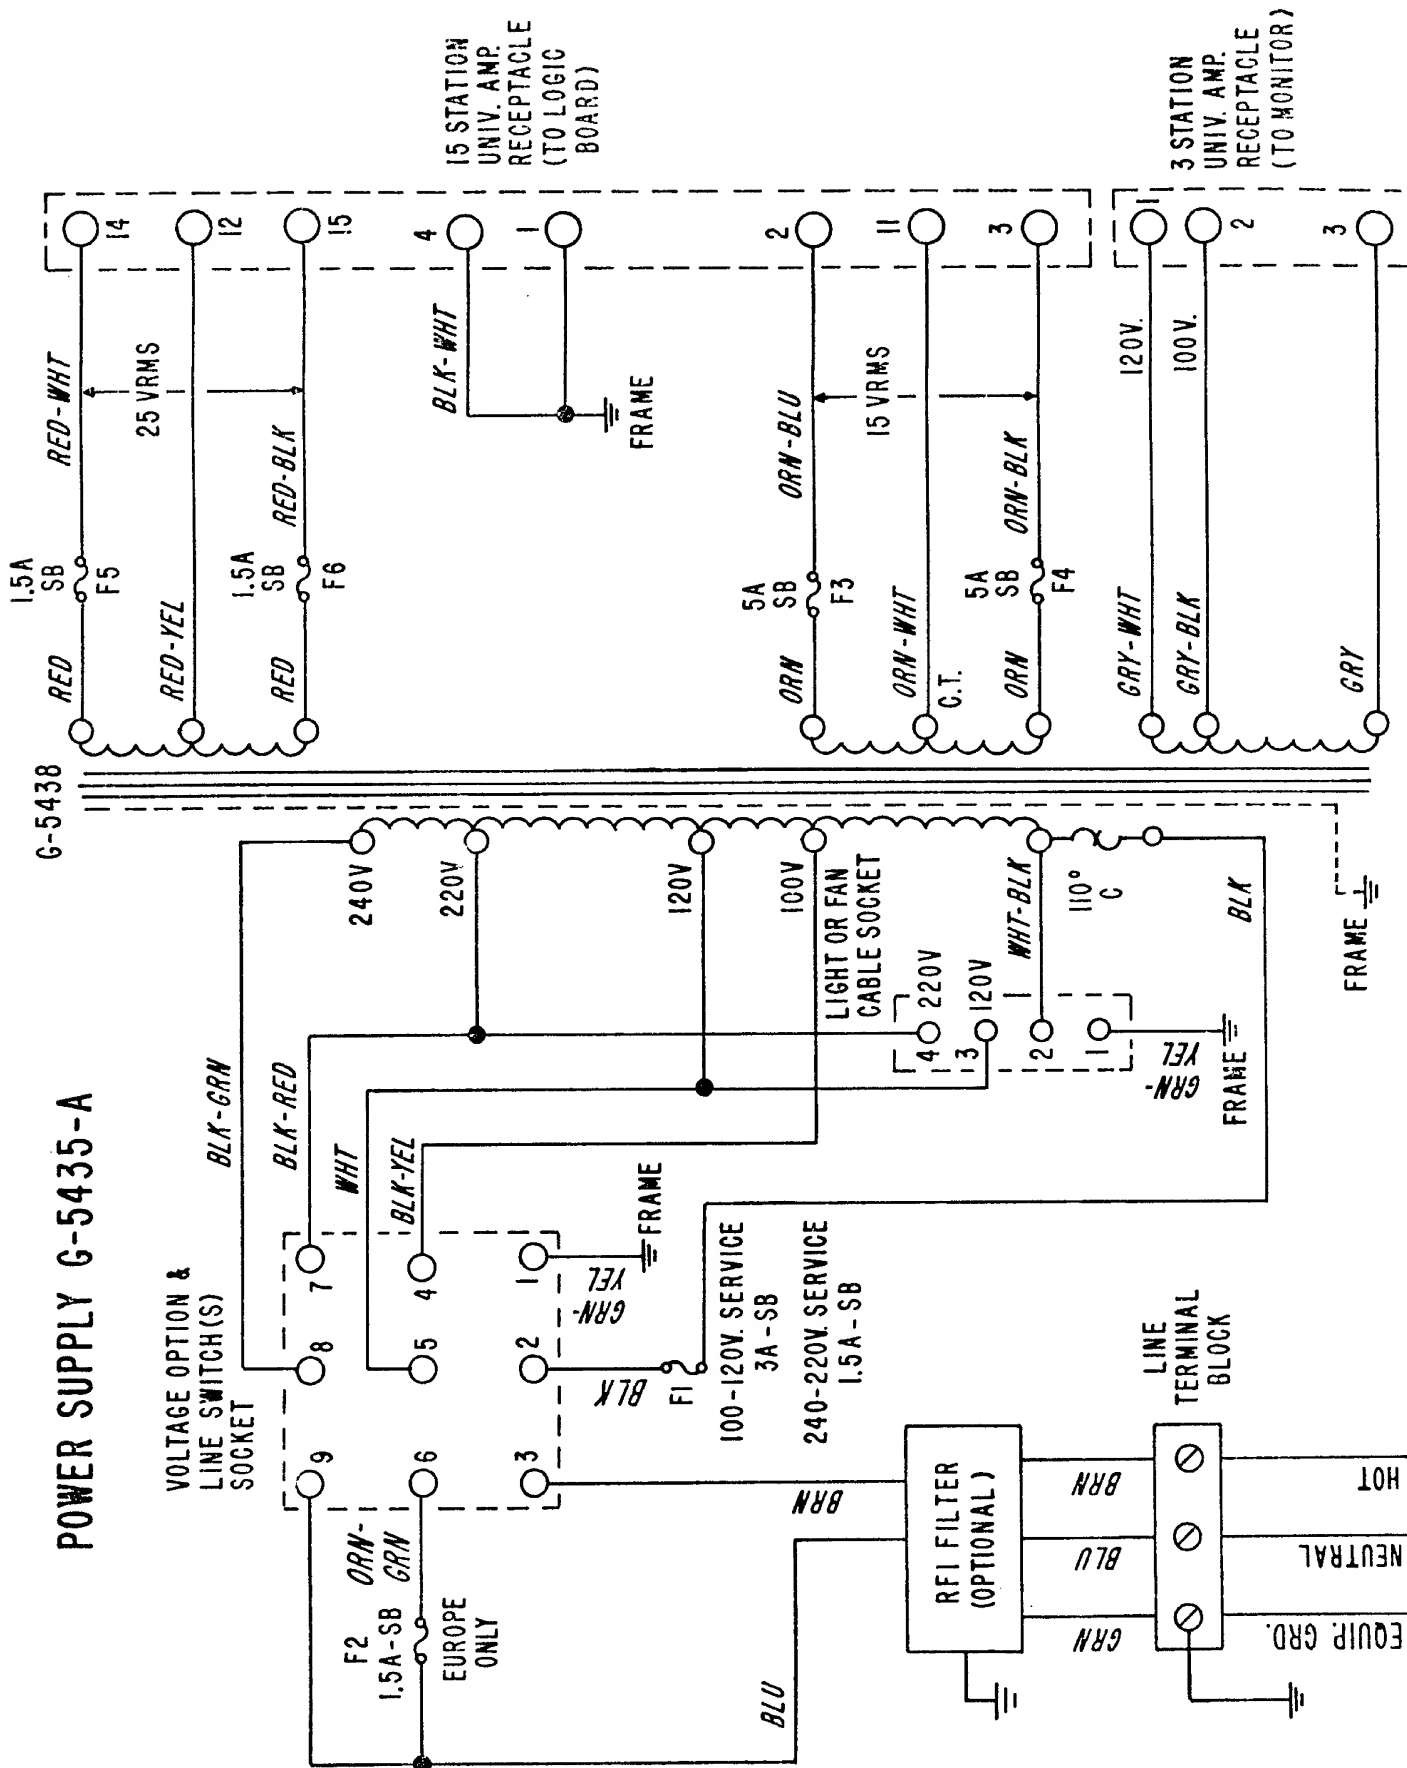 POWER SUPPLY G-5435-A
G-5438
VOLTAGE OPTION &
LINE SWITCH(S)
SOCKET
9
8
7
6
5
4
3
2
1
BLK-GRN
BLK-RED
WHT
BLK-YEL
GRN-
YEL
FRAME
BLK
F1
100-120V. SERVICE
3A-SB
240-220V. SERVICE
1.5A-SB
ORN-
GRN
F2
1.5A-SB
EUROPE
ONLY
BLU
BRN
RFI FILTER
(OPTIONAL)
BRN
BLU
GRN
LINE
TERMINAL
BLOCK
HOT
NEUTRAL
EQUIP. GRD.
240V
220V
120V
100V
LIGHT OR FAN
CABLE SOCKET
4
220V
3
120V
2
1
WHT-BLK
110°
C
BLK
GRN-
YEL
FRAME
FRAME
RED
1.5A
SB
F5
RED-WHT
14
RED-YEL
12
25 VRMS
RED
1.5A
SB
F6
RED-BLK
15
BLK-WHT
4
1
FRAME
15 STATION
UNIV. AMP.
RECEPTACLE
(TO LOGIC
BOARD)
ORN
5A
SB
F3
ORN-BLU
2
ORN-WHT
C.T.
11
15 VRMS
ORN
5A
SB
F4
ORN-BLK
3
GRY-WHT
120V.
1
GRY-BLK
100V.
2
GRY
3
3 STATION
UNIV. AMP.
RECEPTACLE
(TO MONITOR)